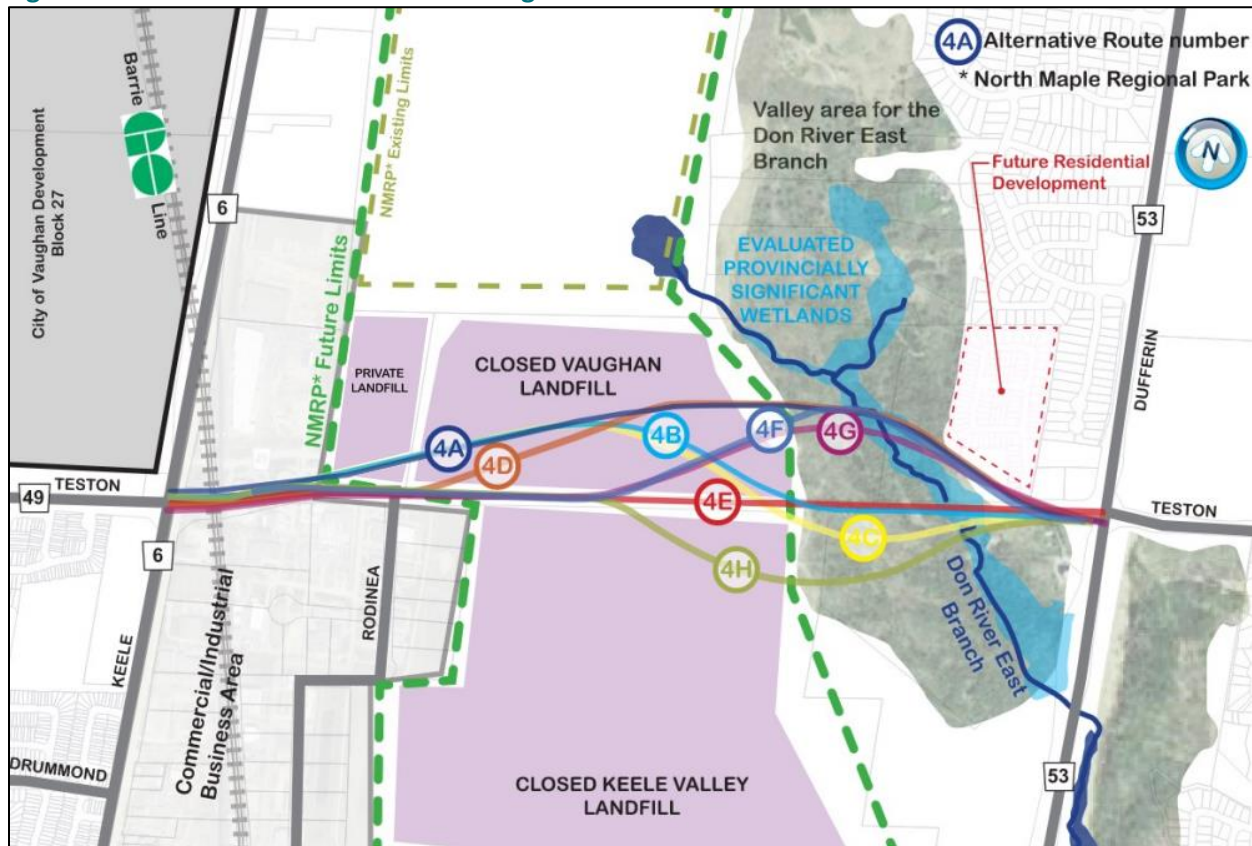 4A Alternative Route number
* North Maple Regional Park
N
Barrie
GO
Line
City of Vaughan Development
Block 27
6
NMRP* Existing Limits
NMRP* Future Limits
Valley area for the
Don River East
Branch
Future Residential
Development
53
EVALUATED
PROVINCIALLY
SIGNIFICANT
WETLANDS
DUFFERIN
PRIVATE
LANDFILL
CLOSED VAUGHAN
LANDFILL
4A
4D
4B
4F
4G
TESTON
49
4E
4C
4H
TESTON
6
KEELE
RODINEA
Commercial/Industrial
Business Area
Don River East
Branch
DRUMMOND
CLOSED KEELE VALLEY
LANDFILL
53